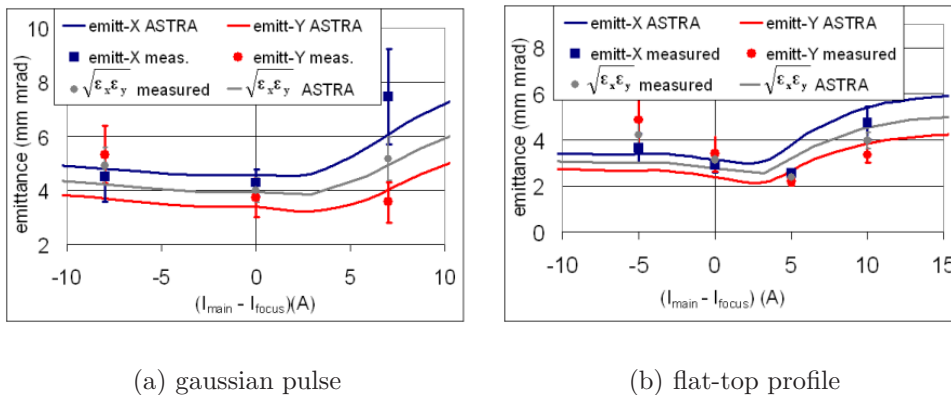 emittance (mm mrad)
10
8
6
4
2
emitt-X ASTRA
emitt-Y ASTRA
emitt-X meas.
emitt-Y meas.
√εxεy measured
√εxεy ASTRA
-10
-5
0
5
10
(Imain - Ifocus)(A)
(a) gaussian pulse
emittance (mm mrad)
8
6
4
2
0
emitt-X ASTRA
emitt-Y ASTRA
emitt-X measured
emitt-Y measured
√εxεy measured
√εxεy ASTRA
-10
-5
0
5
10
15
(Imain - Ifocus) (A)
(b) flat-top profile